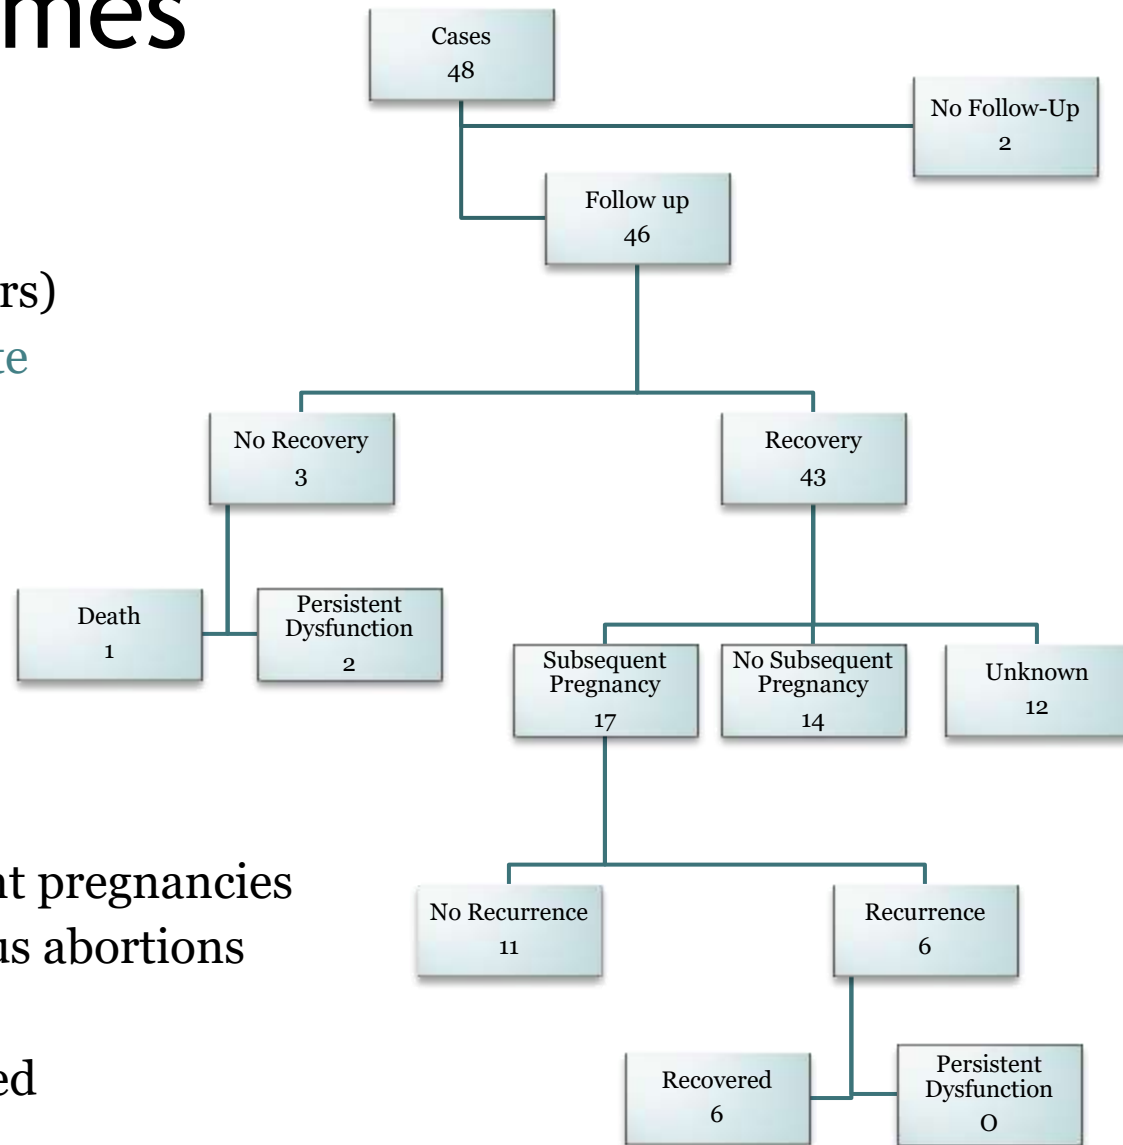 mes
Cases
48
No Follow-Up
2
Follow up
46
rs)
te
No Recovery
3
Recovery
43
Death
1
Persistent
Dysfunction
2
Subsequent
Pregnancy
17
No Subsequent
Pregnancy
14
Unknown
12
nt pregnancies
us abortions
No Recurrence
11
Recurrence
6
ed
Recovered
6
Persistent
Dysfunction
0